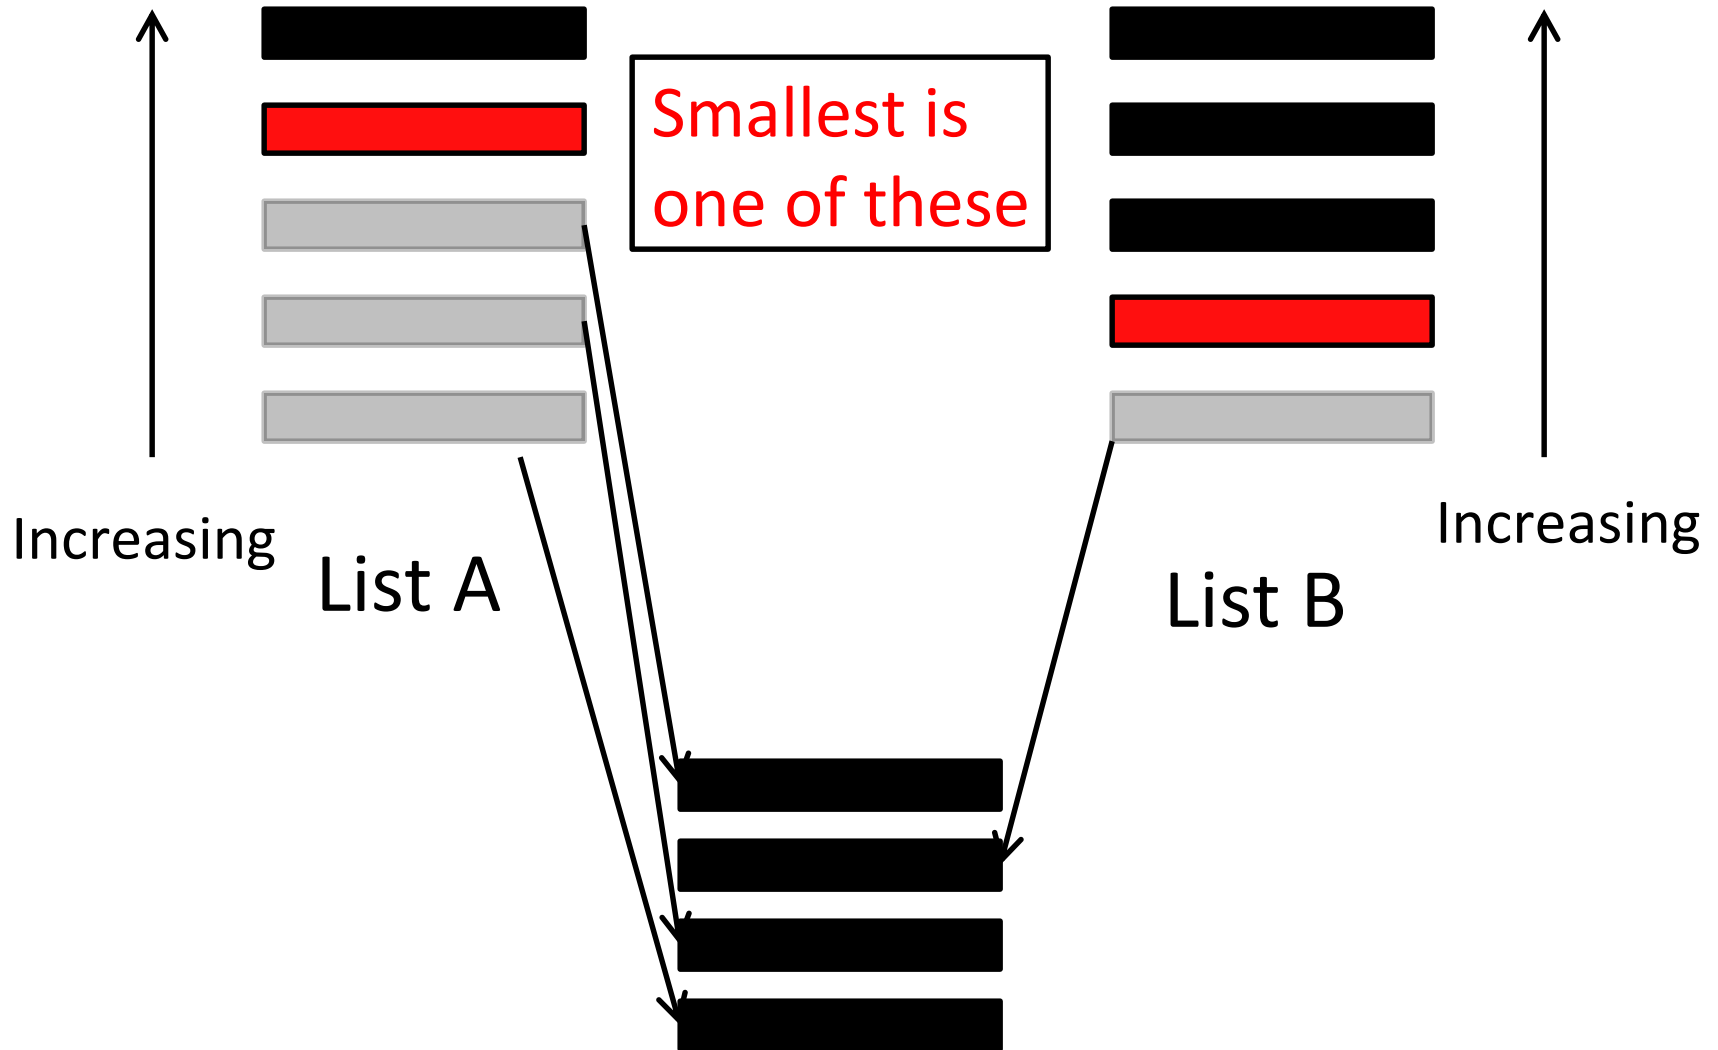 Smallest is
one of these
Increasing
Increasing
List A
List B